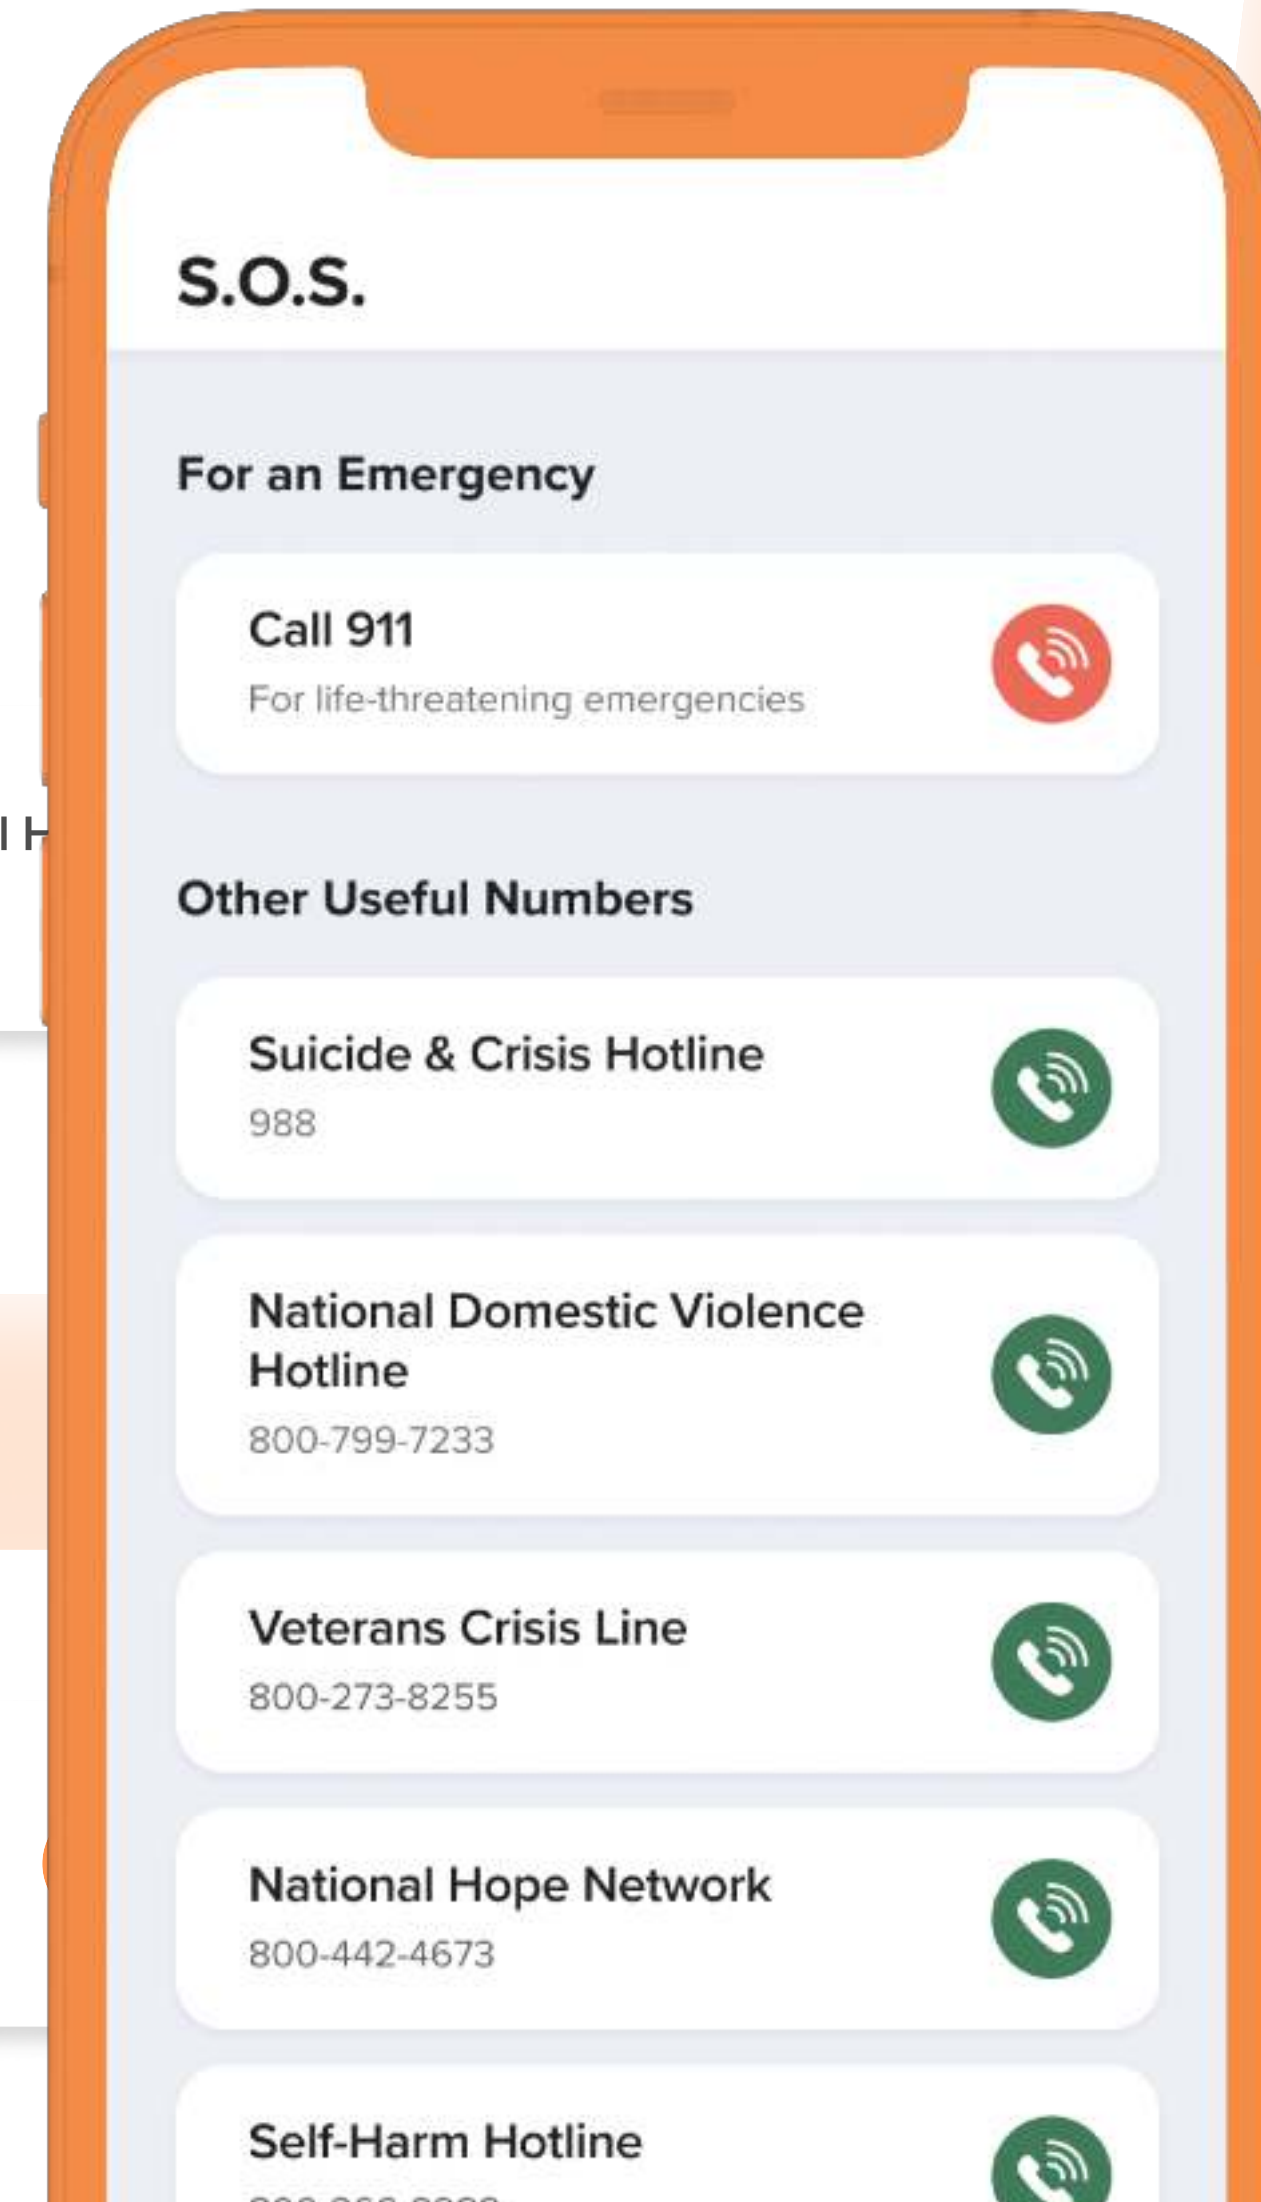 S.O.S.
For an Emergency
Call 911
For life-threatening emergencies
Other Useful Numbers
Suicide & Crisis Hotline
988
National Domestic Violence
Hotline
800-799-7233
Veterans Crisis Line
800-273-8255
National Hope Network
800-442-4673
Self-Harm Hotline